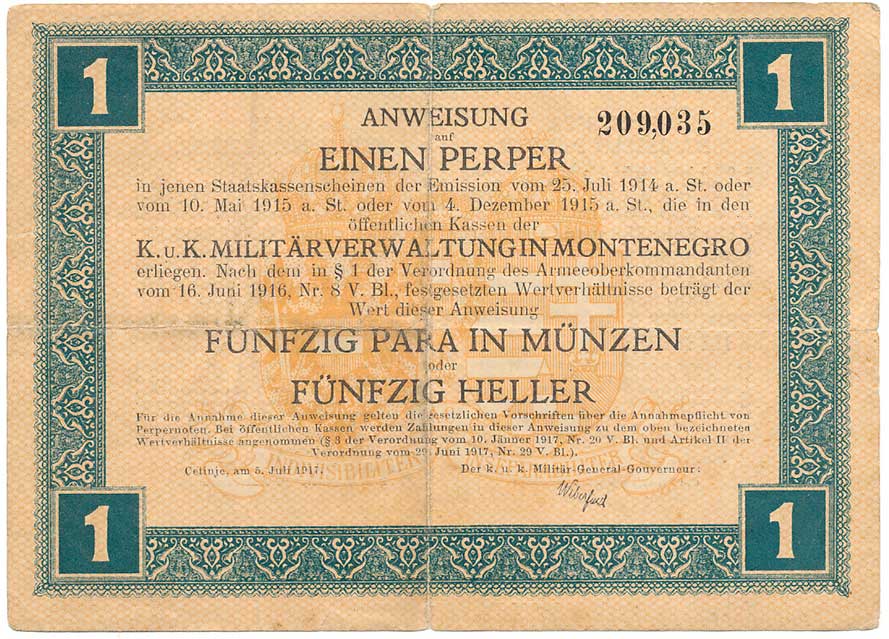 1
1
ANWEISUNG
209,035
auf
EINEN PERPER
in jenen Staatskassenscheinen der Emission vom 25. Juli 1914 a. St. oder
vom 10. Mai 1915 a. St. oder vom 4. Dezember 1915 a. St., die in den
öffentlichen Kassen der
K. u. K. MILITÄRVERWALTUNG IN MONTENEGRO
erliegen. Nach dem in § 1 der Verordnung des Armeeoberkommandanten
vom 16. Juni 1916, Nr. 8 V. Bl., festgesetzten Wertverhältnisse beträgt der
Wert dieser Anweisung
FÜNFZIG PARA IN MÜNZEN
oder
FÜNFZIG HELLER
Für die Annahme dieser Anweisung gelten die gesetzlichen Vorschriften über die Annahmepflicht von
Perpernoten. Bei öffentlichen Kassen werden Zahlungen in dieser Anweisung zu dem oben bezeichneten
Wertverhältnisse angenommen (§ 3 der Verordnung vom 10. Jänner 1917, Nr. 20 V. Bl. und Artikel II der
Verordnung vom 29. Juni 1917, Nr. 29 V. Bl.).
Cetinje, am 5. Juli 1917.
Der k. u. k. Militär-General-Gouverneur:
1
1